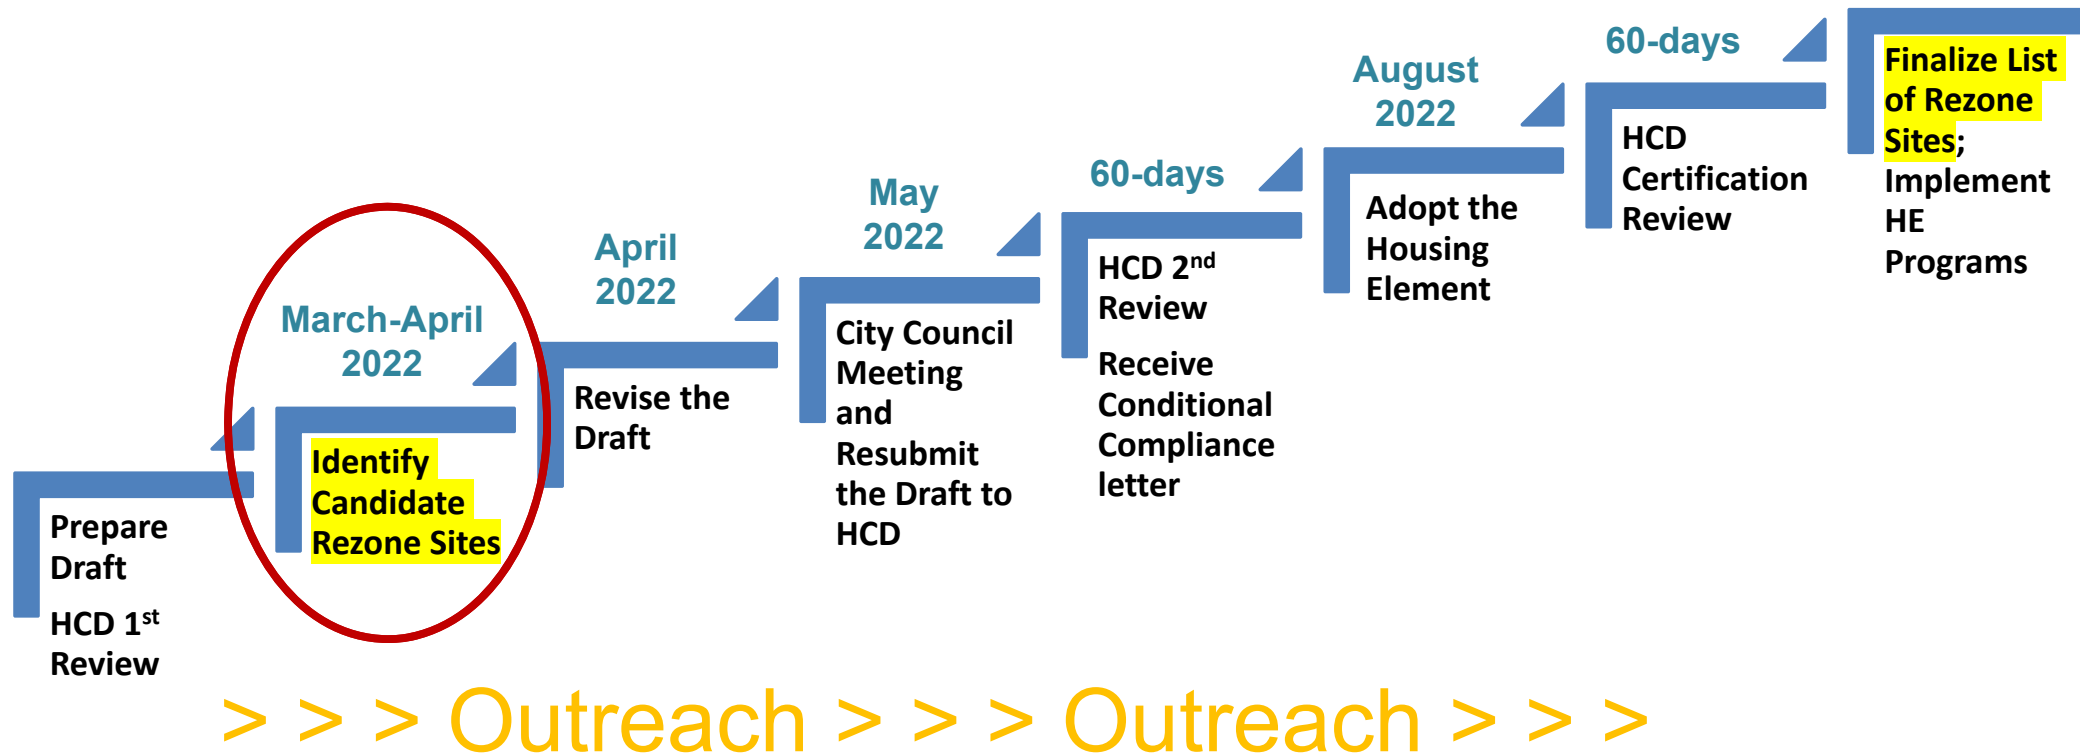 Prepare
Draft
HCD 1st
Review
March-April
2022
Identify
Candidate
Rezone Sites
April
2022
Revise the
Draft
May
2022
City Council
Meeting
and
Resubmit
the Draft to
HCD
60-days
HCD 2nd
Review
Receive
Conditional
Compliance
letter
August
2022
Adopt the
Housing
Element
60-days
HCD
Certification
Review
Finalize List
of Rezone
Sites;
Implement
HE
Programs
> > > Outreach > > > Outreach > > >